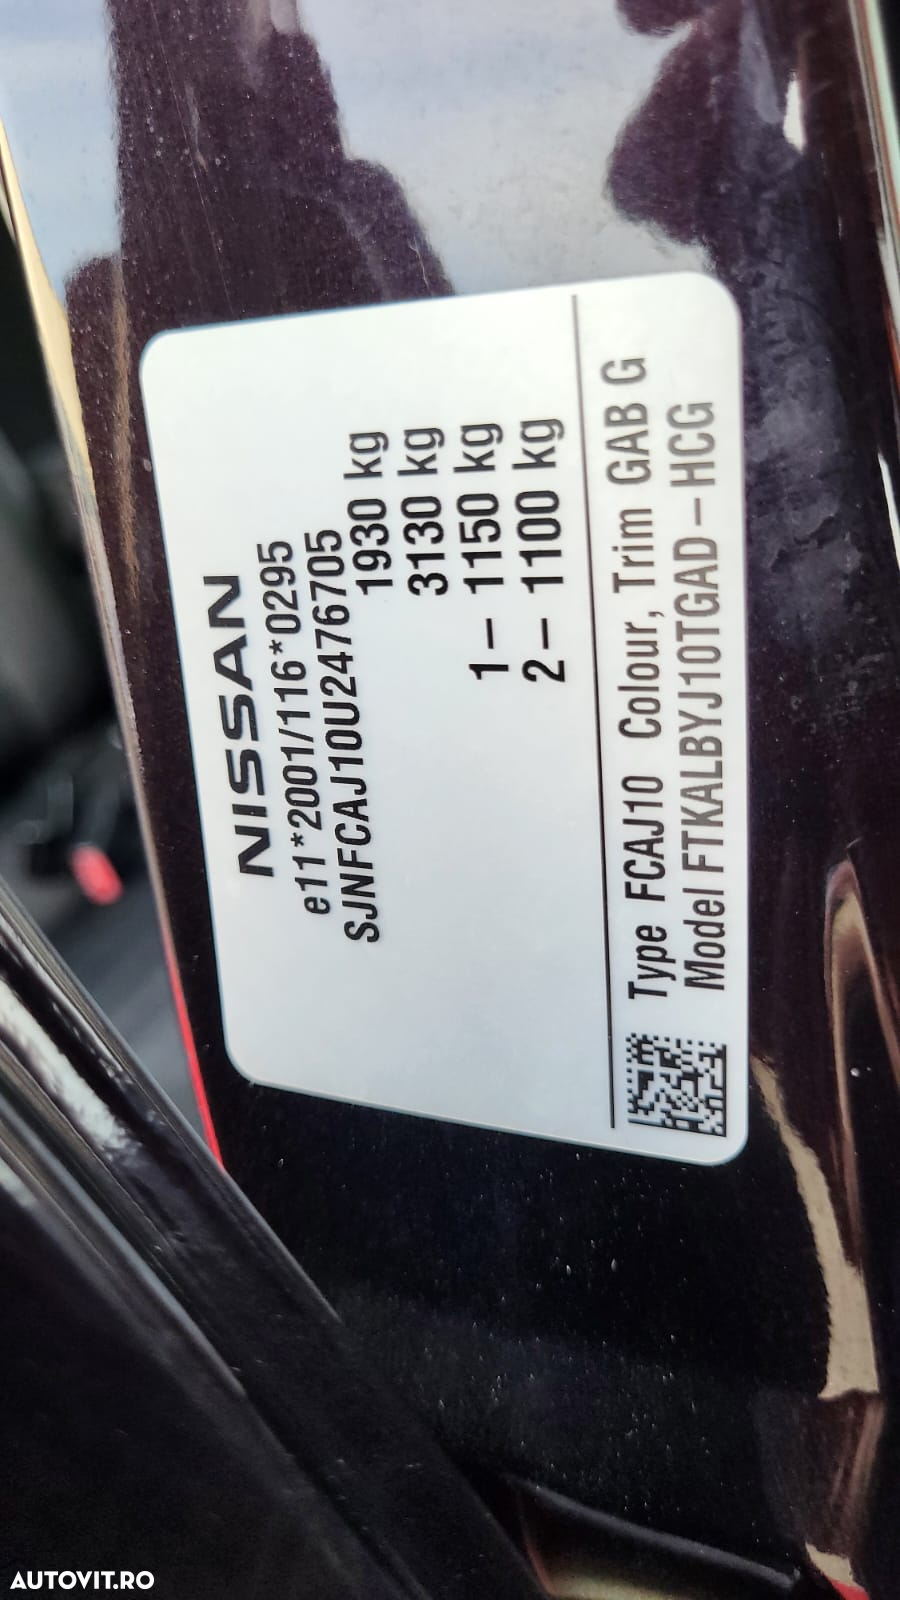 NISSAN
e11*2001/116*0295
SJNFCAJ10U2476705
1930 kg
3130 kg
1– 1150 kg
2– 1100 kg
Type FCAJ10 Colour, Trim GAB G
Model FTKALBYJ10TGAD–HCG
AUTOVIT.RO